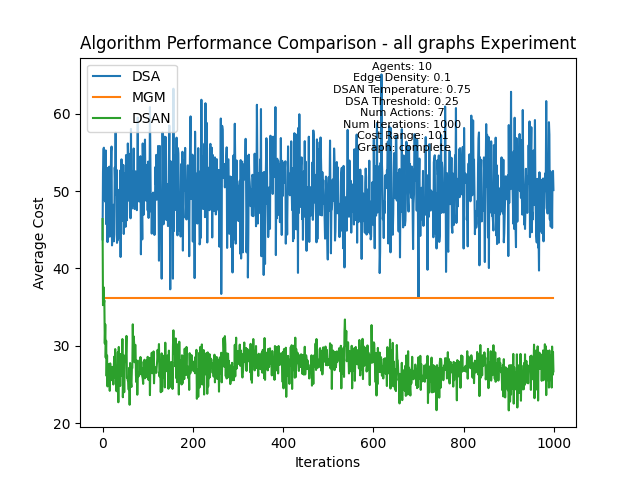 Algorithm Performance Comparison - all graphs Experiment
DSA
MGM
DSAN
Agents: 10
Edge Density: 0.1
DSAN Temperature: 0.75
DSA Threshold: 0.25
Num Actions: 7
Num Iterations: 1000
Cost Range: 101
Graph: complete
Average Cost
60
50
40
30
20
0
200
400
600
800
1000
Iterations